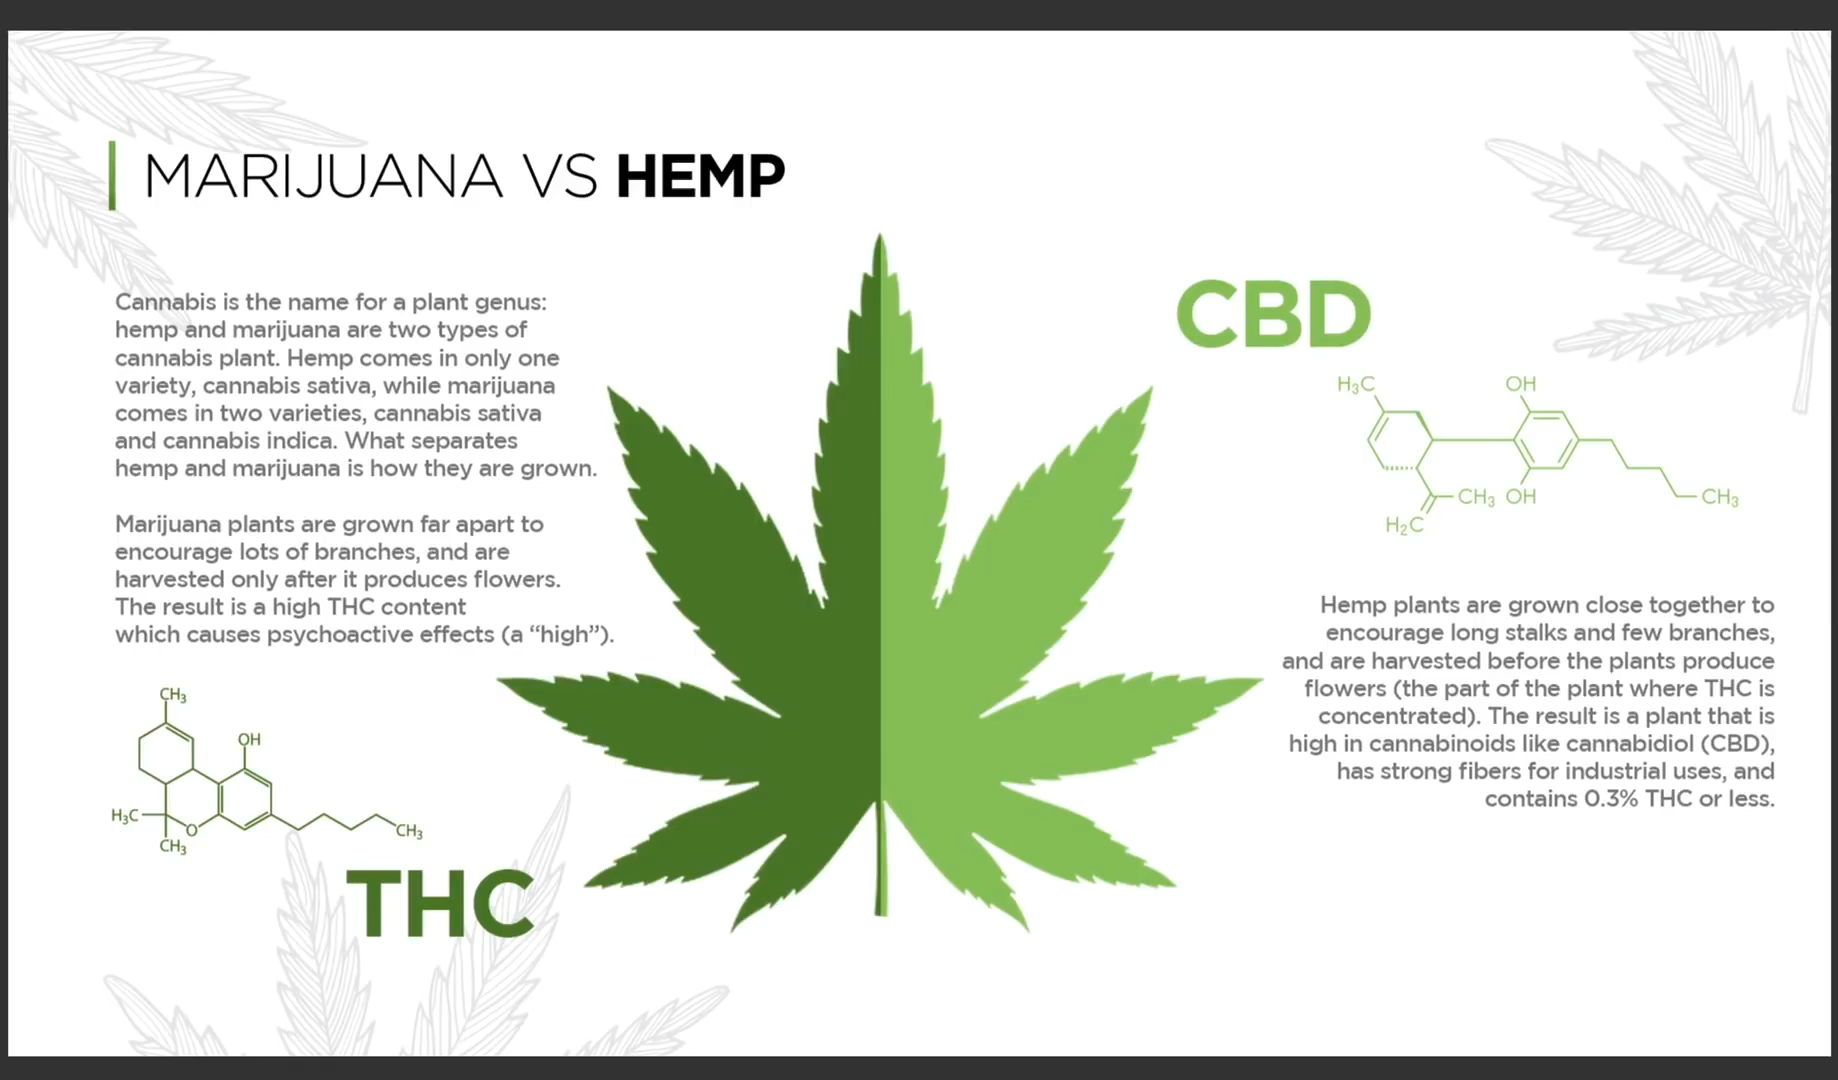 MARIJUANA VS HEMP
Cannabis is the name for a plant genus:
hemp and marijuana are two types of
cannabis plant. Hemp comes in only one
variety, cannabis sativa, while marijuana
comes in two varieties, cannabis sativa
and cannabis indica. What separates
hemp and marijuana is how they are grown.
Marijuana plants are grown far apart to
encourage lots of branches, and are
harvested only after it produces flowers.
The result is a high THC content
which causes psychoactive effects (a “high”).
CH₃
OH
H₃C
O
CH₃
CH₃
THC
CBD
H₃C
OH
CH₃
OH
CH₃
H₂C
Hemp plants are grown close together to
encourage long stalks and few branches,
and are harvested before the plants produce
flowers (the part of the plant where THC is
concentrated). The result is a plant that is
high in cannabinoids like cannabidiol (CBD),
has strong fibers for industrial uses, and
contains 0.3% THC or less.